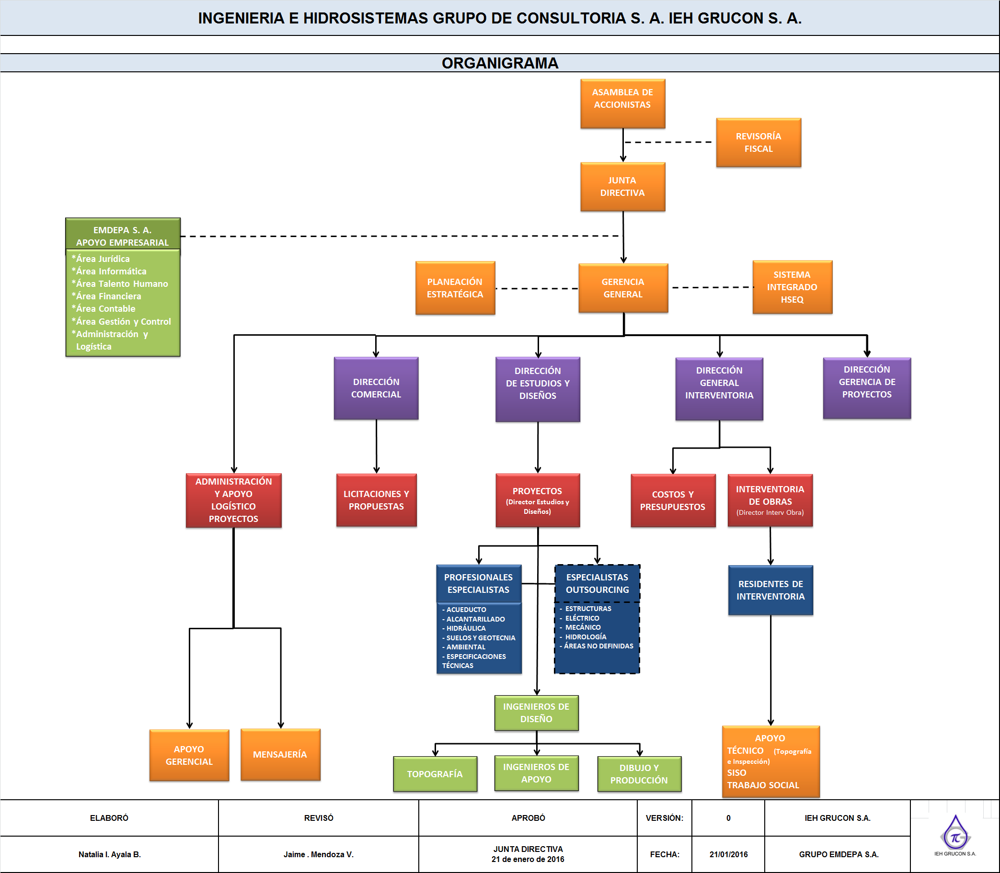 INGENIERIA E HIDROSISTEMAS GRUPO DE CONSULTORIA S. A. IEH GRUCON S. A.
ORGANIGRAMA
ASAMBLEA DE
ACCIONISTAS
REVISORÍA
FISCAL
JUNTA
DIRECTIVA
EMDEPA S. A.
APOYO EMPRESARIAL
*Área Jurídica
*Área Informática
*Área Talento Humano
*Área Financiera
*Área Contable
*Área Gestión y Control
*Administración y
Logística
PLANEACIÓN
ESTRATÉGICA
GERENCIA
GENERAL
SISTEMA
INTEGRADO
HSEQ
DIRECCIÓN
COMERCIAL
DIRECCIÓN
DE ESTUDIOS Y
DISEÑOS
DIRECCIÓN
GENERAL
INTERVENTORIA
DIRECCIÓN
GERENCIA DE
PROYECTOS
ADMINISTRACIÓN
Y APOYO
LOGÍSTICO
PROYECTOS
LICITACIONES Y
PROPUESTAS
PROYECTOS
(Director Estudios y
Diseños)
COSTOS Y
PRESUPUESTOS
INTERVENTORIA
DE OBRAS
(Director Interv Obra)
PROFESIONALES
ESPECIALISTAS
- ACUEDUCTO
- ALCANTARILLADO
- HIDRÁULICA
- SUELOS Y GEOTECNIA
- AMBIENTAL
- ESPECIFICACIONES
TÉCNICAS
ESPECIALISTAS
OUTSOURCING
- ESTRUCTURAS
- ELÉCTRICO
- MECÁNICO
- HIDROLOGÍA
- ÁREAS NO DEFINIDAS
RESIDENTES DE
INTERVENTORIA
INGENIEROS DE
DISEÑO
APOYO
GERENCIAL
MENSAJERÍA
TOPOGRAFÍA
INGENIEROS DE
APOYO
DIBUJO Y
PRODUCCIÓN
APOYO
TÉCNICO (Topografía
e Inspección)
SISO
TRABAJO SOCIAL
ELABORÓ
REVISÓ
APROBÓ
VERSIÓN:
0
IEH GRUCON S.A.
Natalia I. Ayala B.
Jaime . Mendoza V.
JUNTA DIRECTIVA
21 de enero de 2016
FECHA:
21/01/2016
GRUPO EMDEPA S.A.
IEH GRUCON S.A.